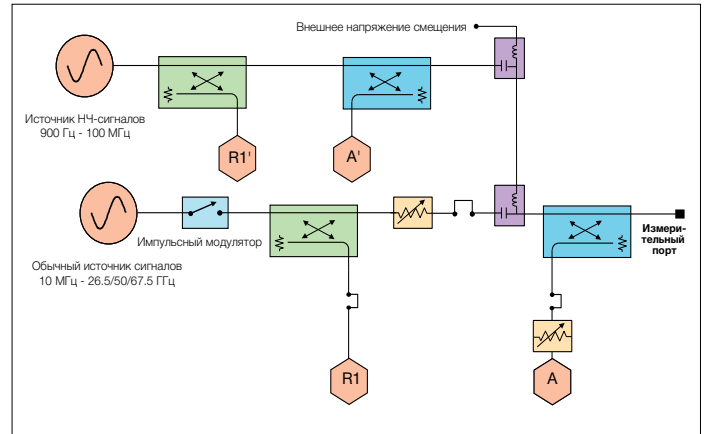 Внешнее напряжение смещения
Источник НЧ-сигналов
900 Гц - 100 МГц
R1'
A'
Импульсный модулятор
Обычный источник сигналов
10 МГц - 26.5/50/67.5 ГГц
Измери-
тельный
порт
R1
A